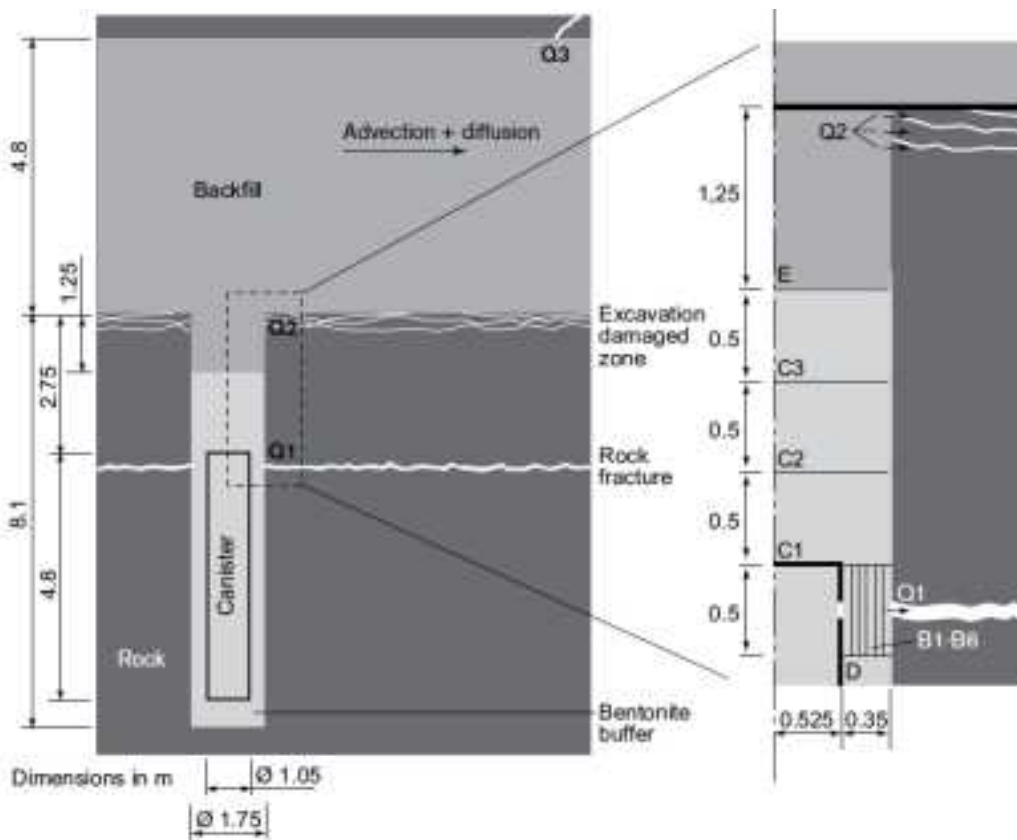 Q3
4.8
Advection + diffusion
Backfill
1.25
Q2
2.75
Excavation
damaged
zone
Q1
Rock
fracture
8.1
4.8
Canister
Rock
Bentonite
buffer
Dimensions in m
Ø 1.05
Ø 1.75
Q2
1,25
E
0.5
C3
0.5
C2
0.5
C1
0.5
Q1
B1-B6
D
0.525
0.35